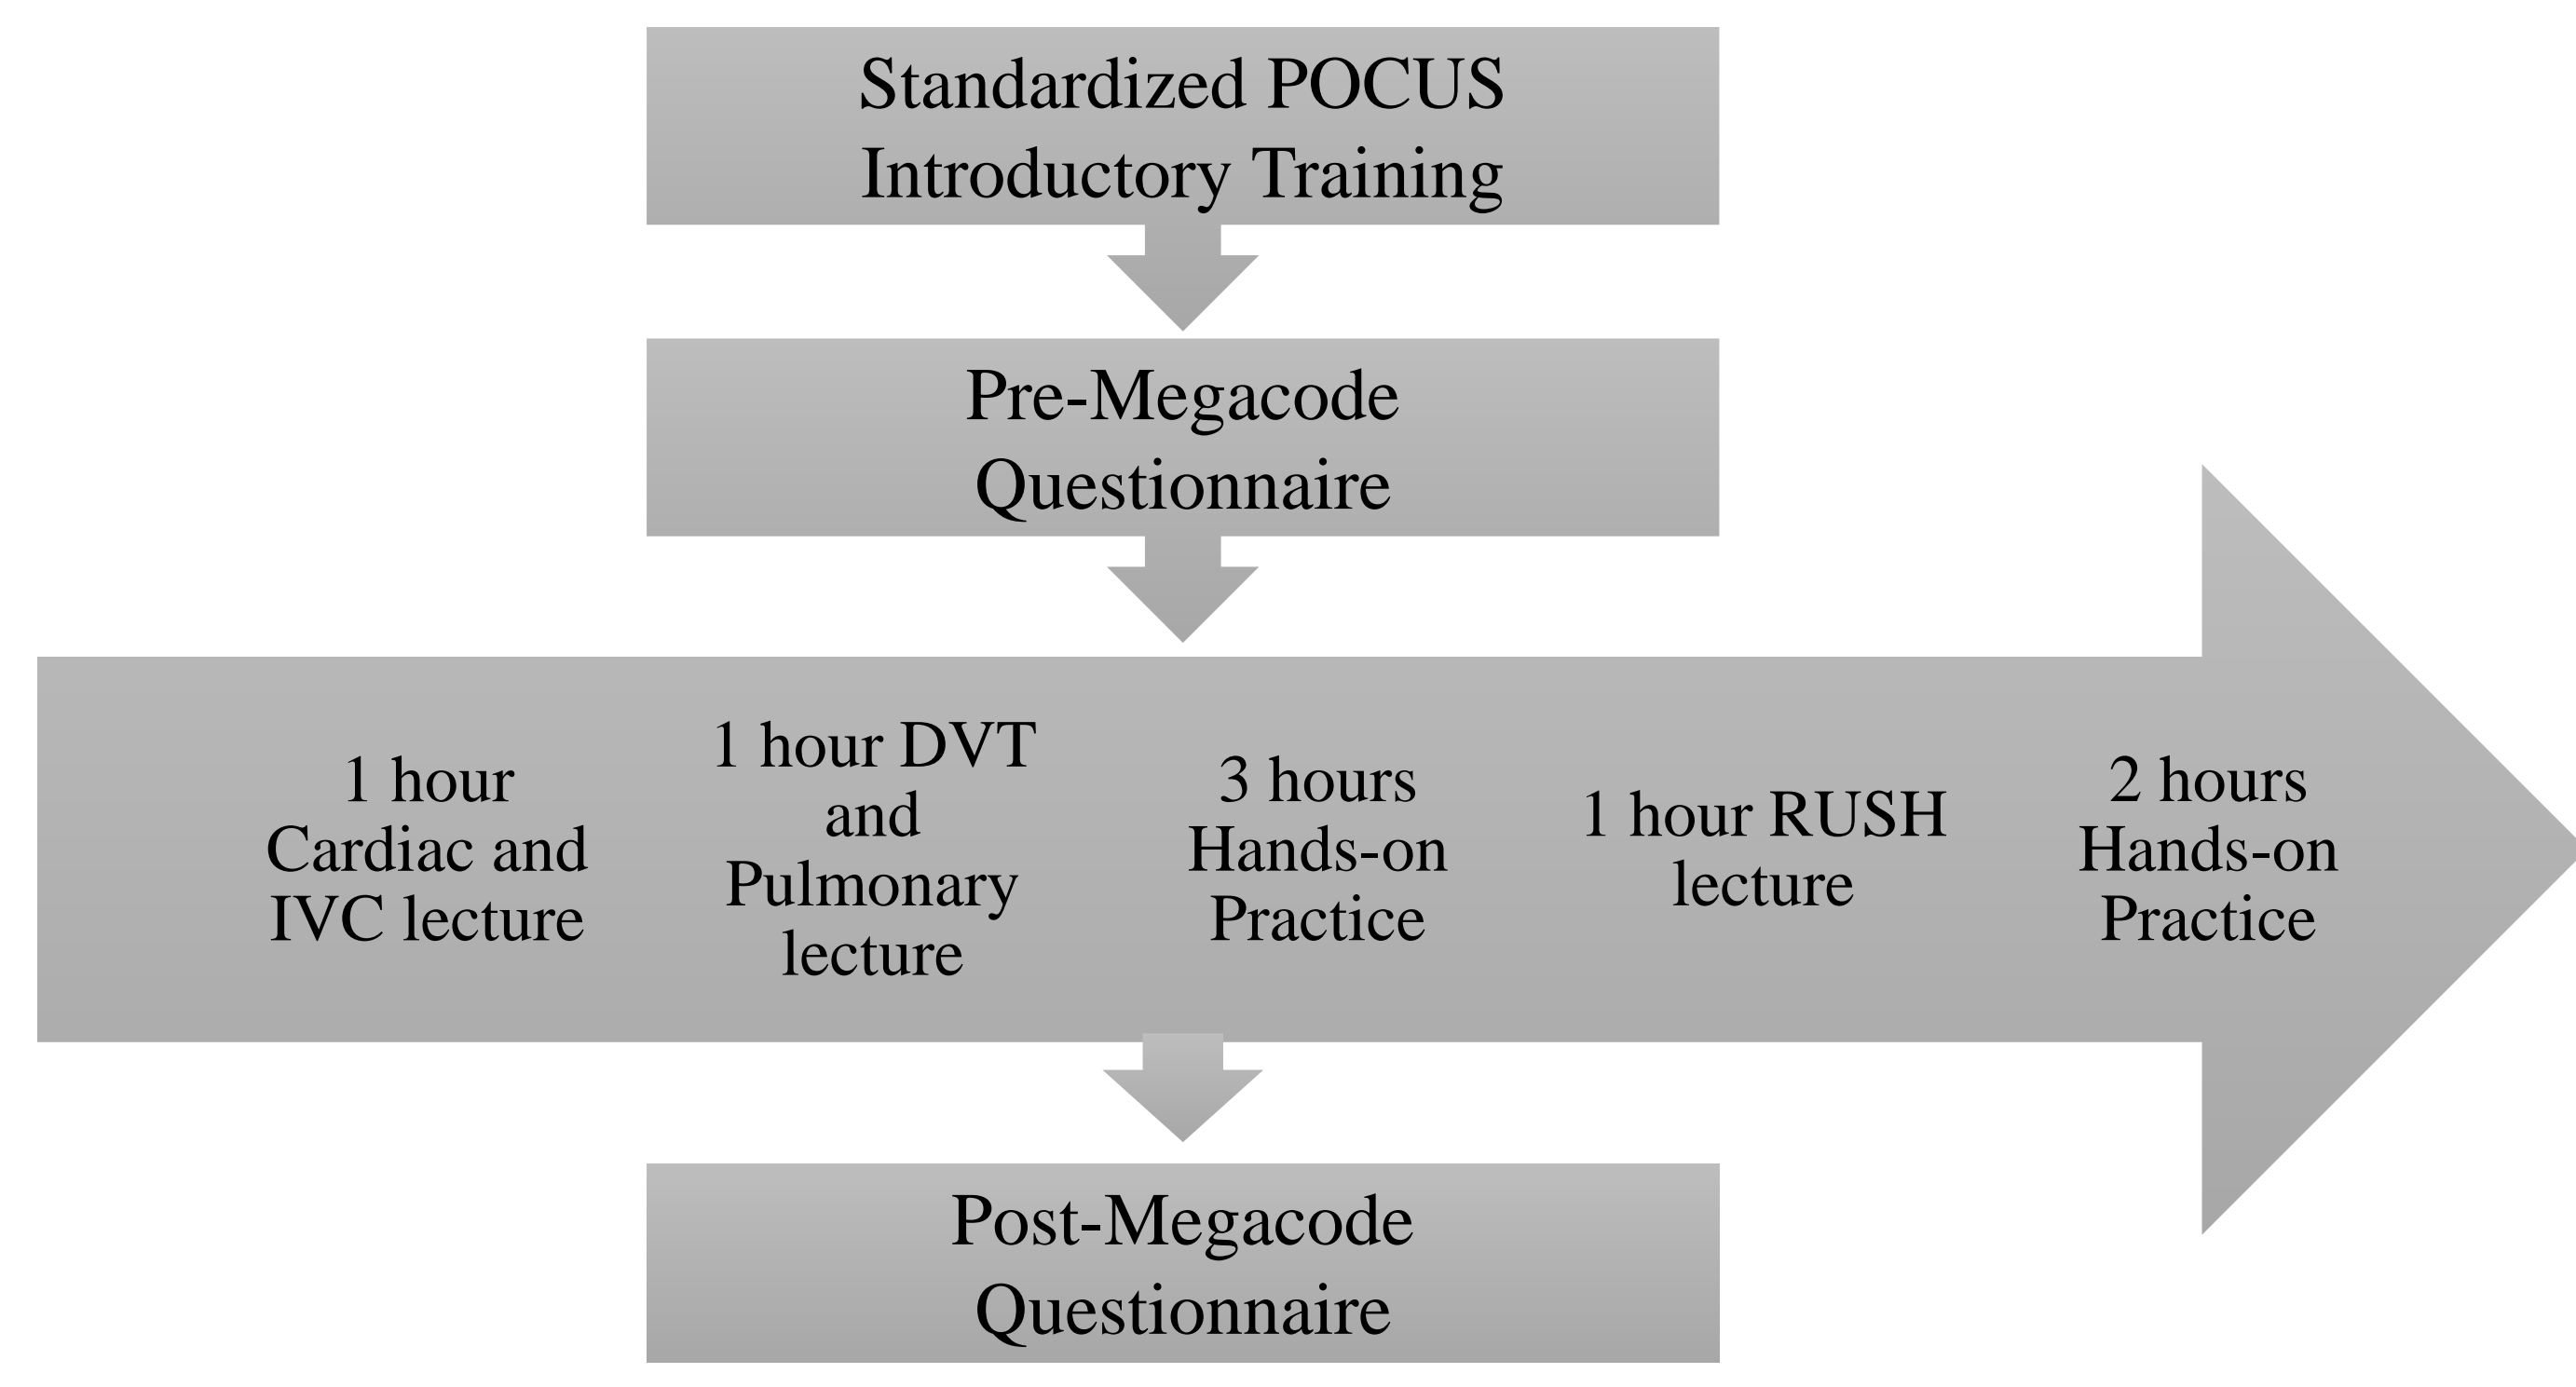 Standardized POCUS
Introductory Training
Pre-Megacode
Questionnaire
1 hour
Cardiac and
IVC lecture
1 hour DVT
and
Pulmonary
lecture
3 hours
Hands-on
Practice
1 hour RUSH
lecture
2 hours
Hands-on
Practice
Post-Megacode
Questionnaire